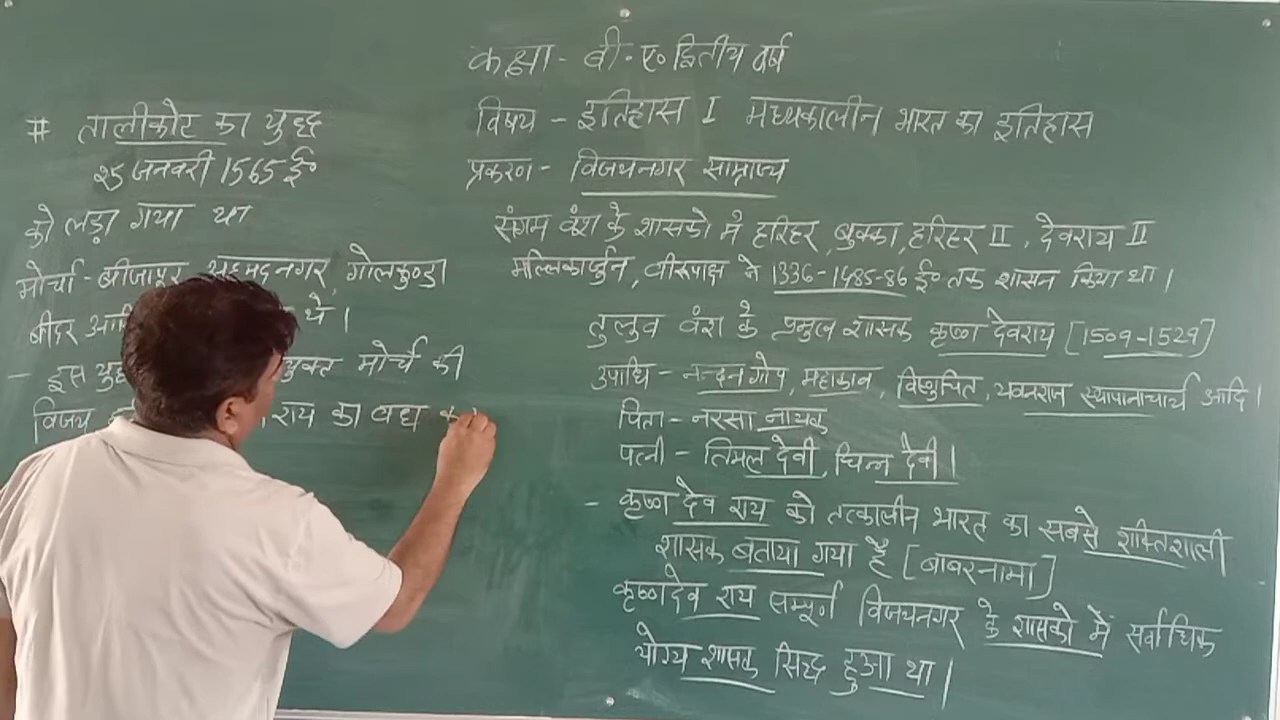 कक्षा - बी.ए॰ द्वितीय वर्ष
विषय - इतिहास I मध्यकालीन भारत का इतिहास
प्रकरण - विजयनगर साम्राज्य
संगम वंश के शासको मे हरिहर, बुक्का, हरिहर II, देवराय II
मल्लिकार्जुन, वीरूपाक्ष ने 1336-1485-86 ई॰ तक शासन किया था।
तुलुव वंश के प्रमुख शासक कृष्ण देवराय [1509-1529]
उपाधि - नन्दन गोप, महाकाव, विष्णुचित, यवनराज स्थापानाचार्य आदि।
पिता - नरसा नायक
पत्नी - तिमल देवी, चिन्न देवी।
- कृष्ण देव राय को तत्कालीन भारत का सबसे शक्तिशाली
शासक बताया गया है [बाबरनामा]
कृष्णदेव राय सम्पूर्ण विजयनगर के शासको में सर्वाधिक
योग्य शासक सिद्ध हुआ था।
# तालीकोट का युद्ध
25 जनवरी 1565 ई॰
को लड़ा गया था
मोर्चा - बीजापुर, अहमदनगर, गोलकुण्डा
बीदर थे।
- इस मोर्चे की
विजय राय का वध